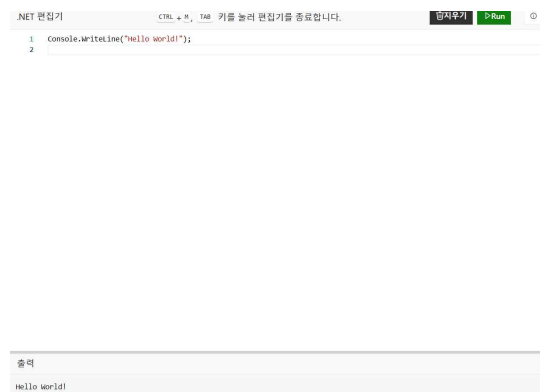 .NET 편집기 CTRL + M, TAB 키를 눌러 편집기를 종료합니다. 지우기 Run
1 Console.WriteLine("Hello World!");
2
출력
Hello World!